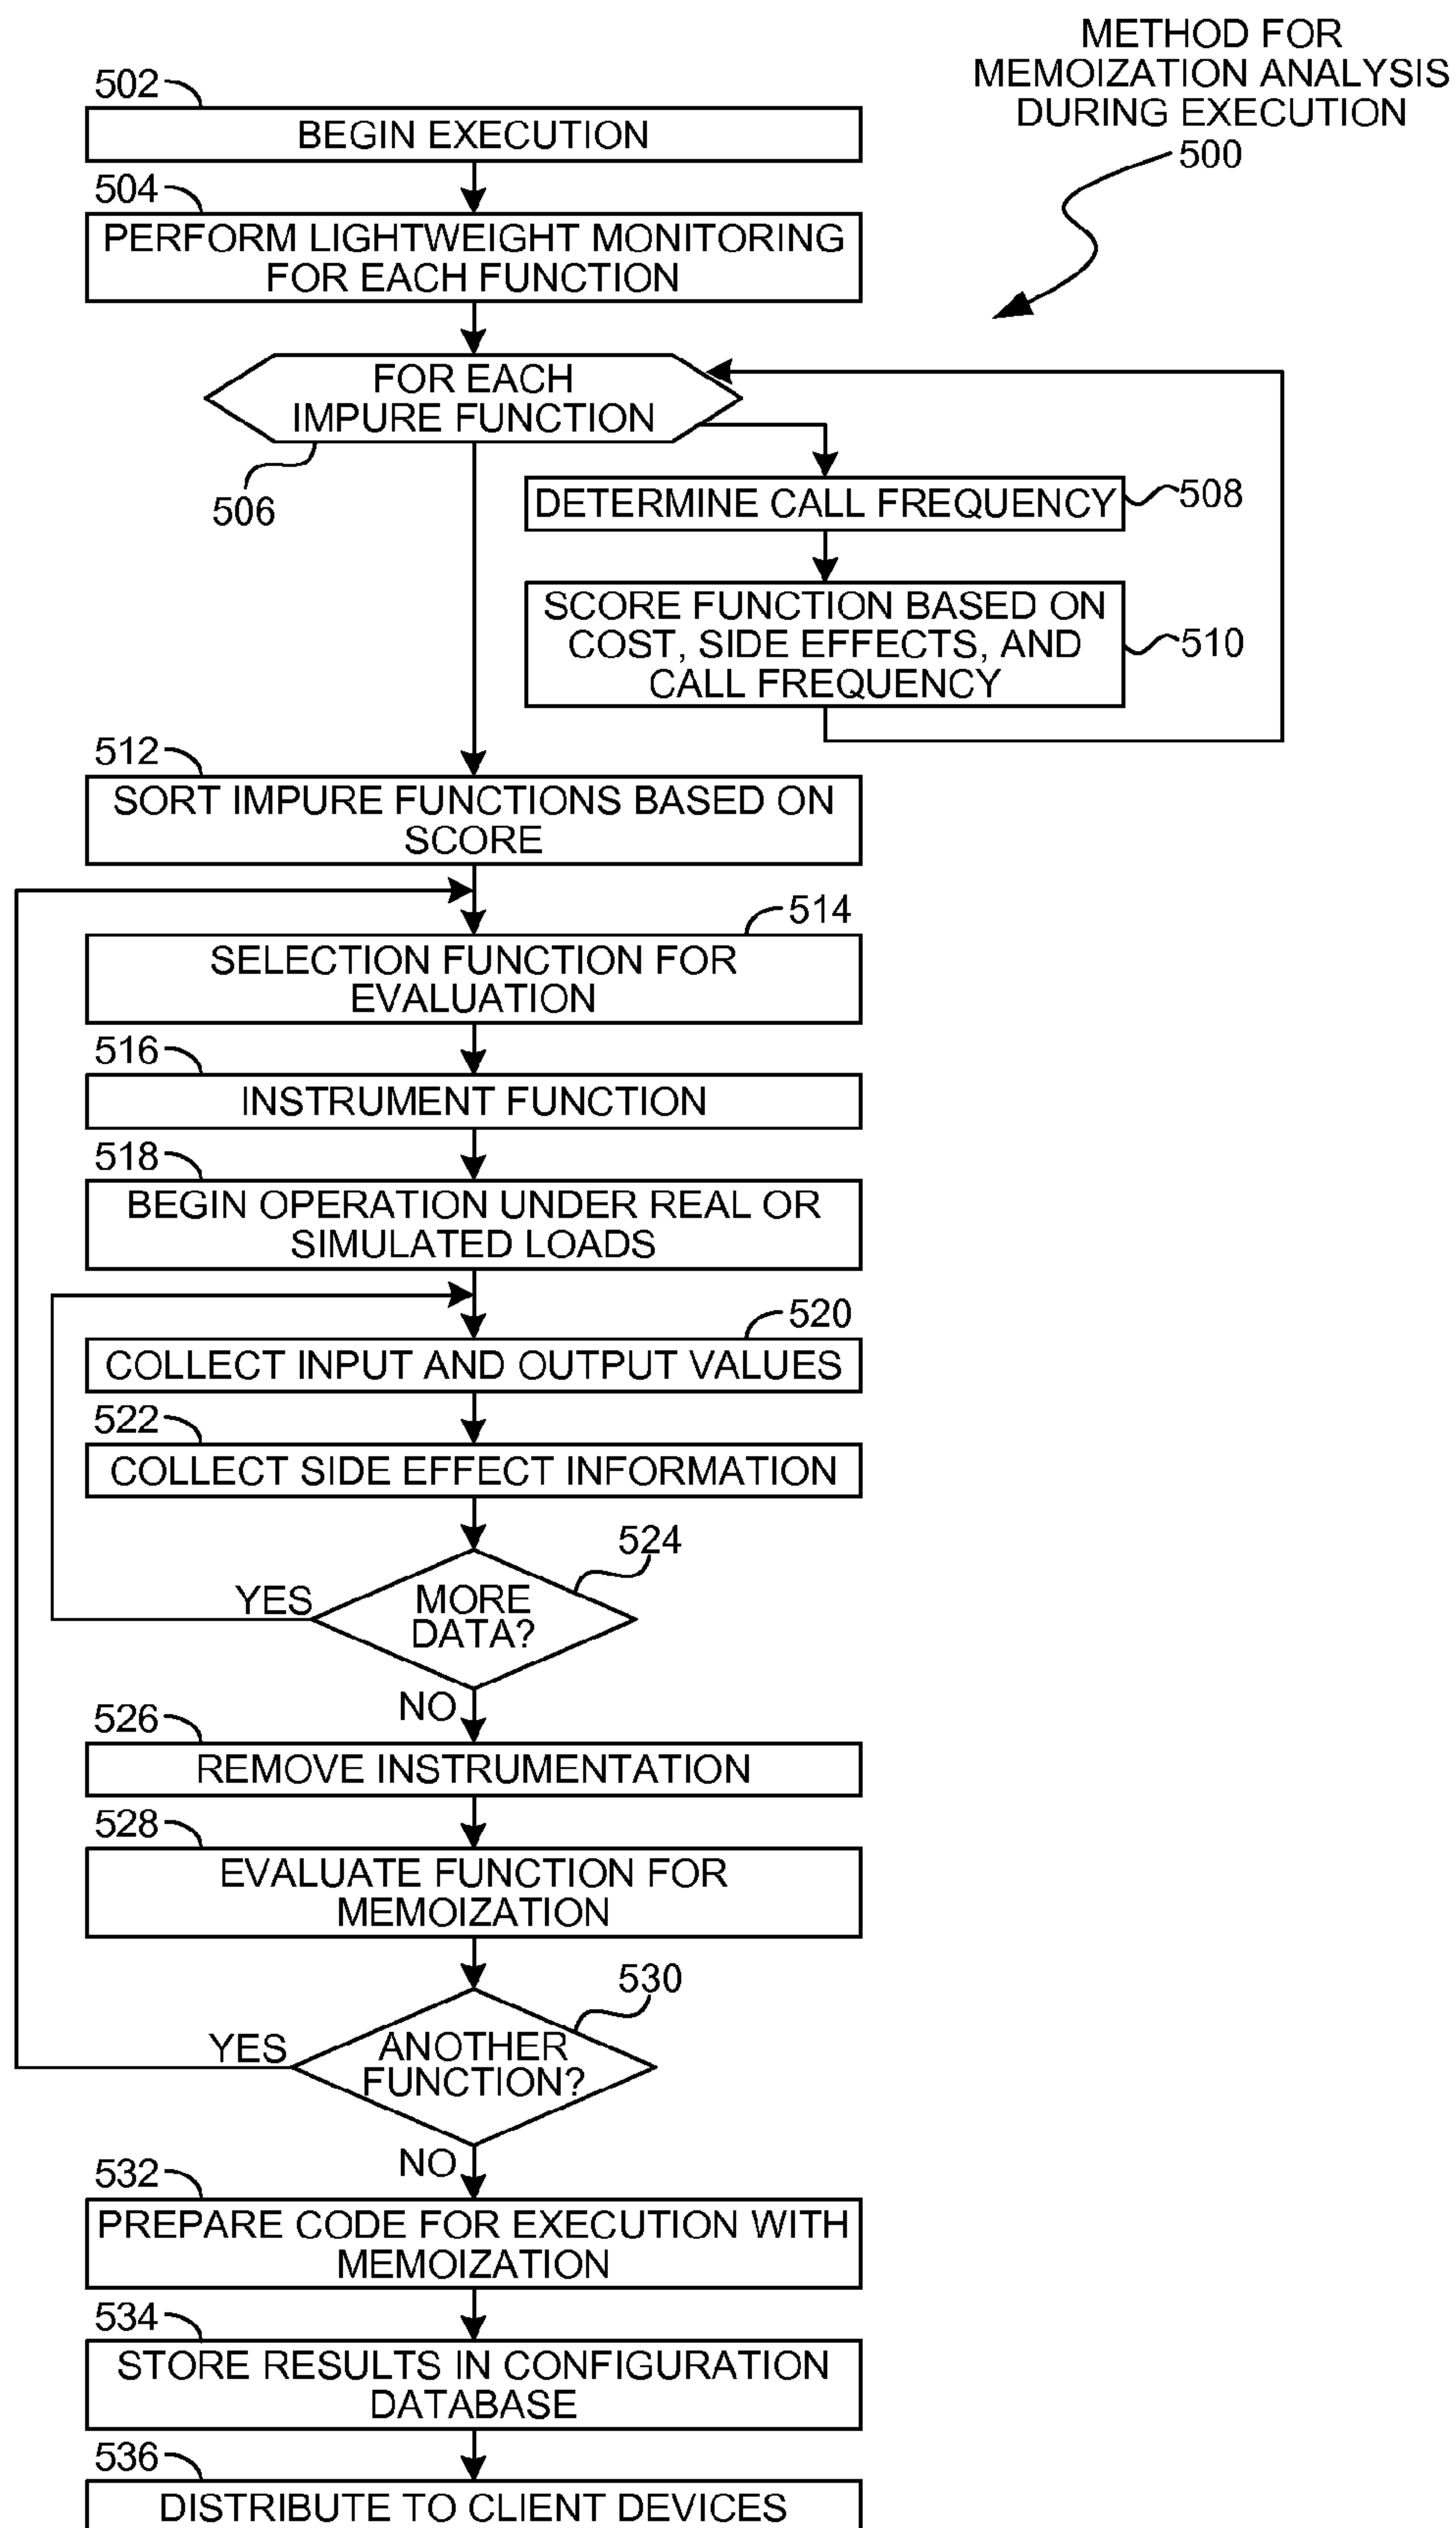 METHOD FOR
MEMOIZATION ANALYSIS
DURING EXECUTION
500
502
BEGIN EXECUTION
504
PERFORM LIGHTWEIGHT MONITORING
FOR EACH FUNCTION
FOR EACH
IMPURE FUNCTION
506
DETERMINE CALL FREQUENCY
508
SCORE FUNCTION BASED ON
COST, SIDE EFFECTS, AND
CALL FREQUENCY
510
512
SORT IMPURE FUNCTIONS BASED ON
SCORE
514
SELECTION FUNCTION FOR
EVALUATION
516
INSTRUMENT FUNCTION
518
BEGIN OPERATION UNDER REAL OR
SIMULATED LOADS
520
COLLECT INPUT AND OUTPUT VALUES
522
COLLECT SIDE EFFECT INFORMATION
524
YES
MORE
DATA?
NO
526
REMOVE INSTRUMENTATION
528
EVALUATE FUNCTION FOR
MEMOIZATION
530
YES
ANOTHER
FUNCTION?
NO
532
PREPARE CODE FOR EXECUTION WITH
MEMOIZATION
534
STORE RESULTS IN CONFIGURATION
DATABASE
536
DISTRIBUTE TO CLIENT DEVICES